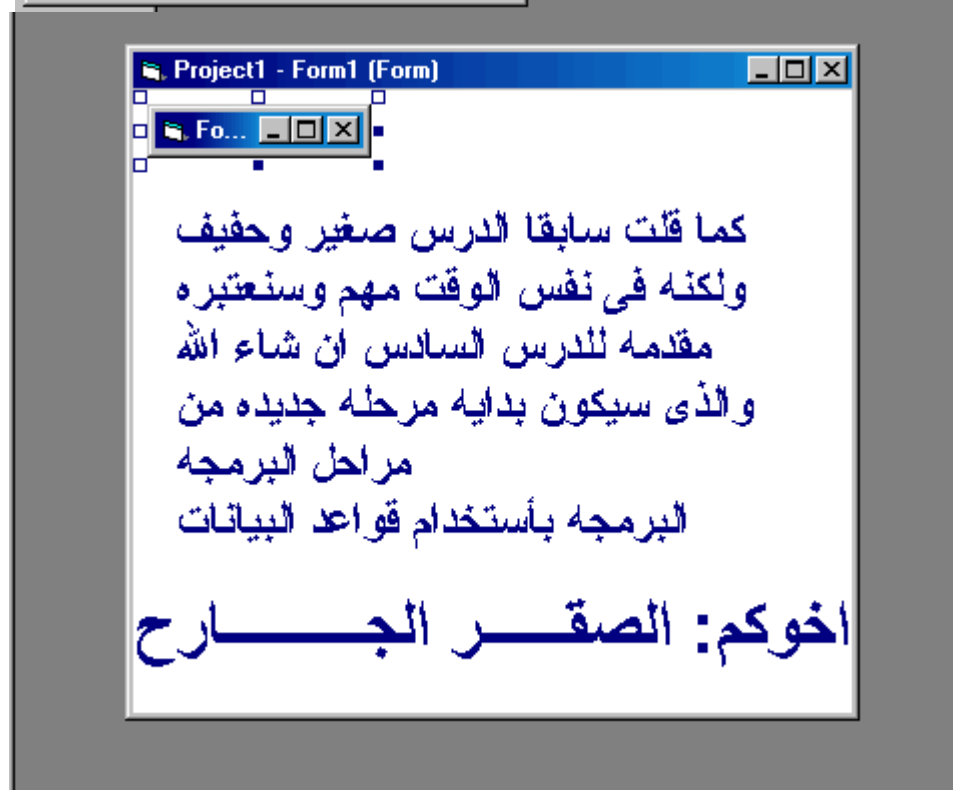 Project1 - Form1 (Form)
Fo...
كما قلت سابقا الدرس صغير وحفيف
ولكنه فى نفس الوقت مهم وسنعتبره
مقدمه للدرس السادس ان شاء الله
والذى سيكون بدايه مرحله جديده من
مراحل البرمجه
البرمجه بأستخدام قواعد البيانات
اخوكم: الصقــــر الجـــــــارح